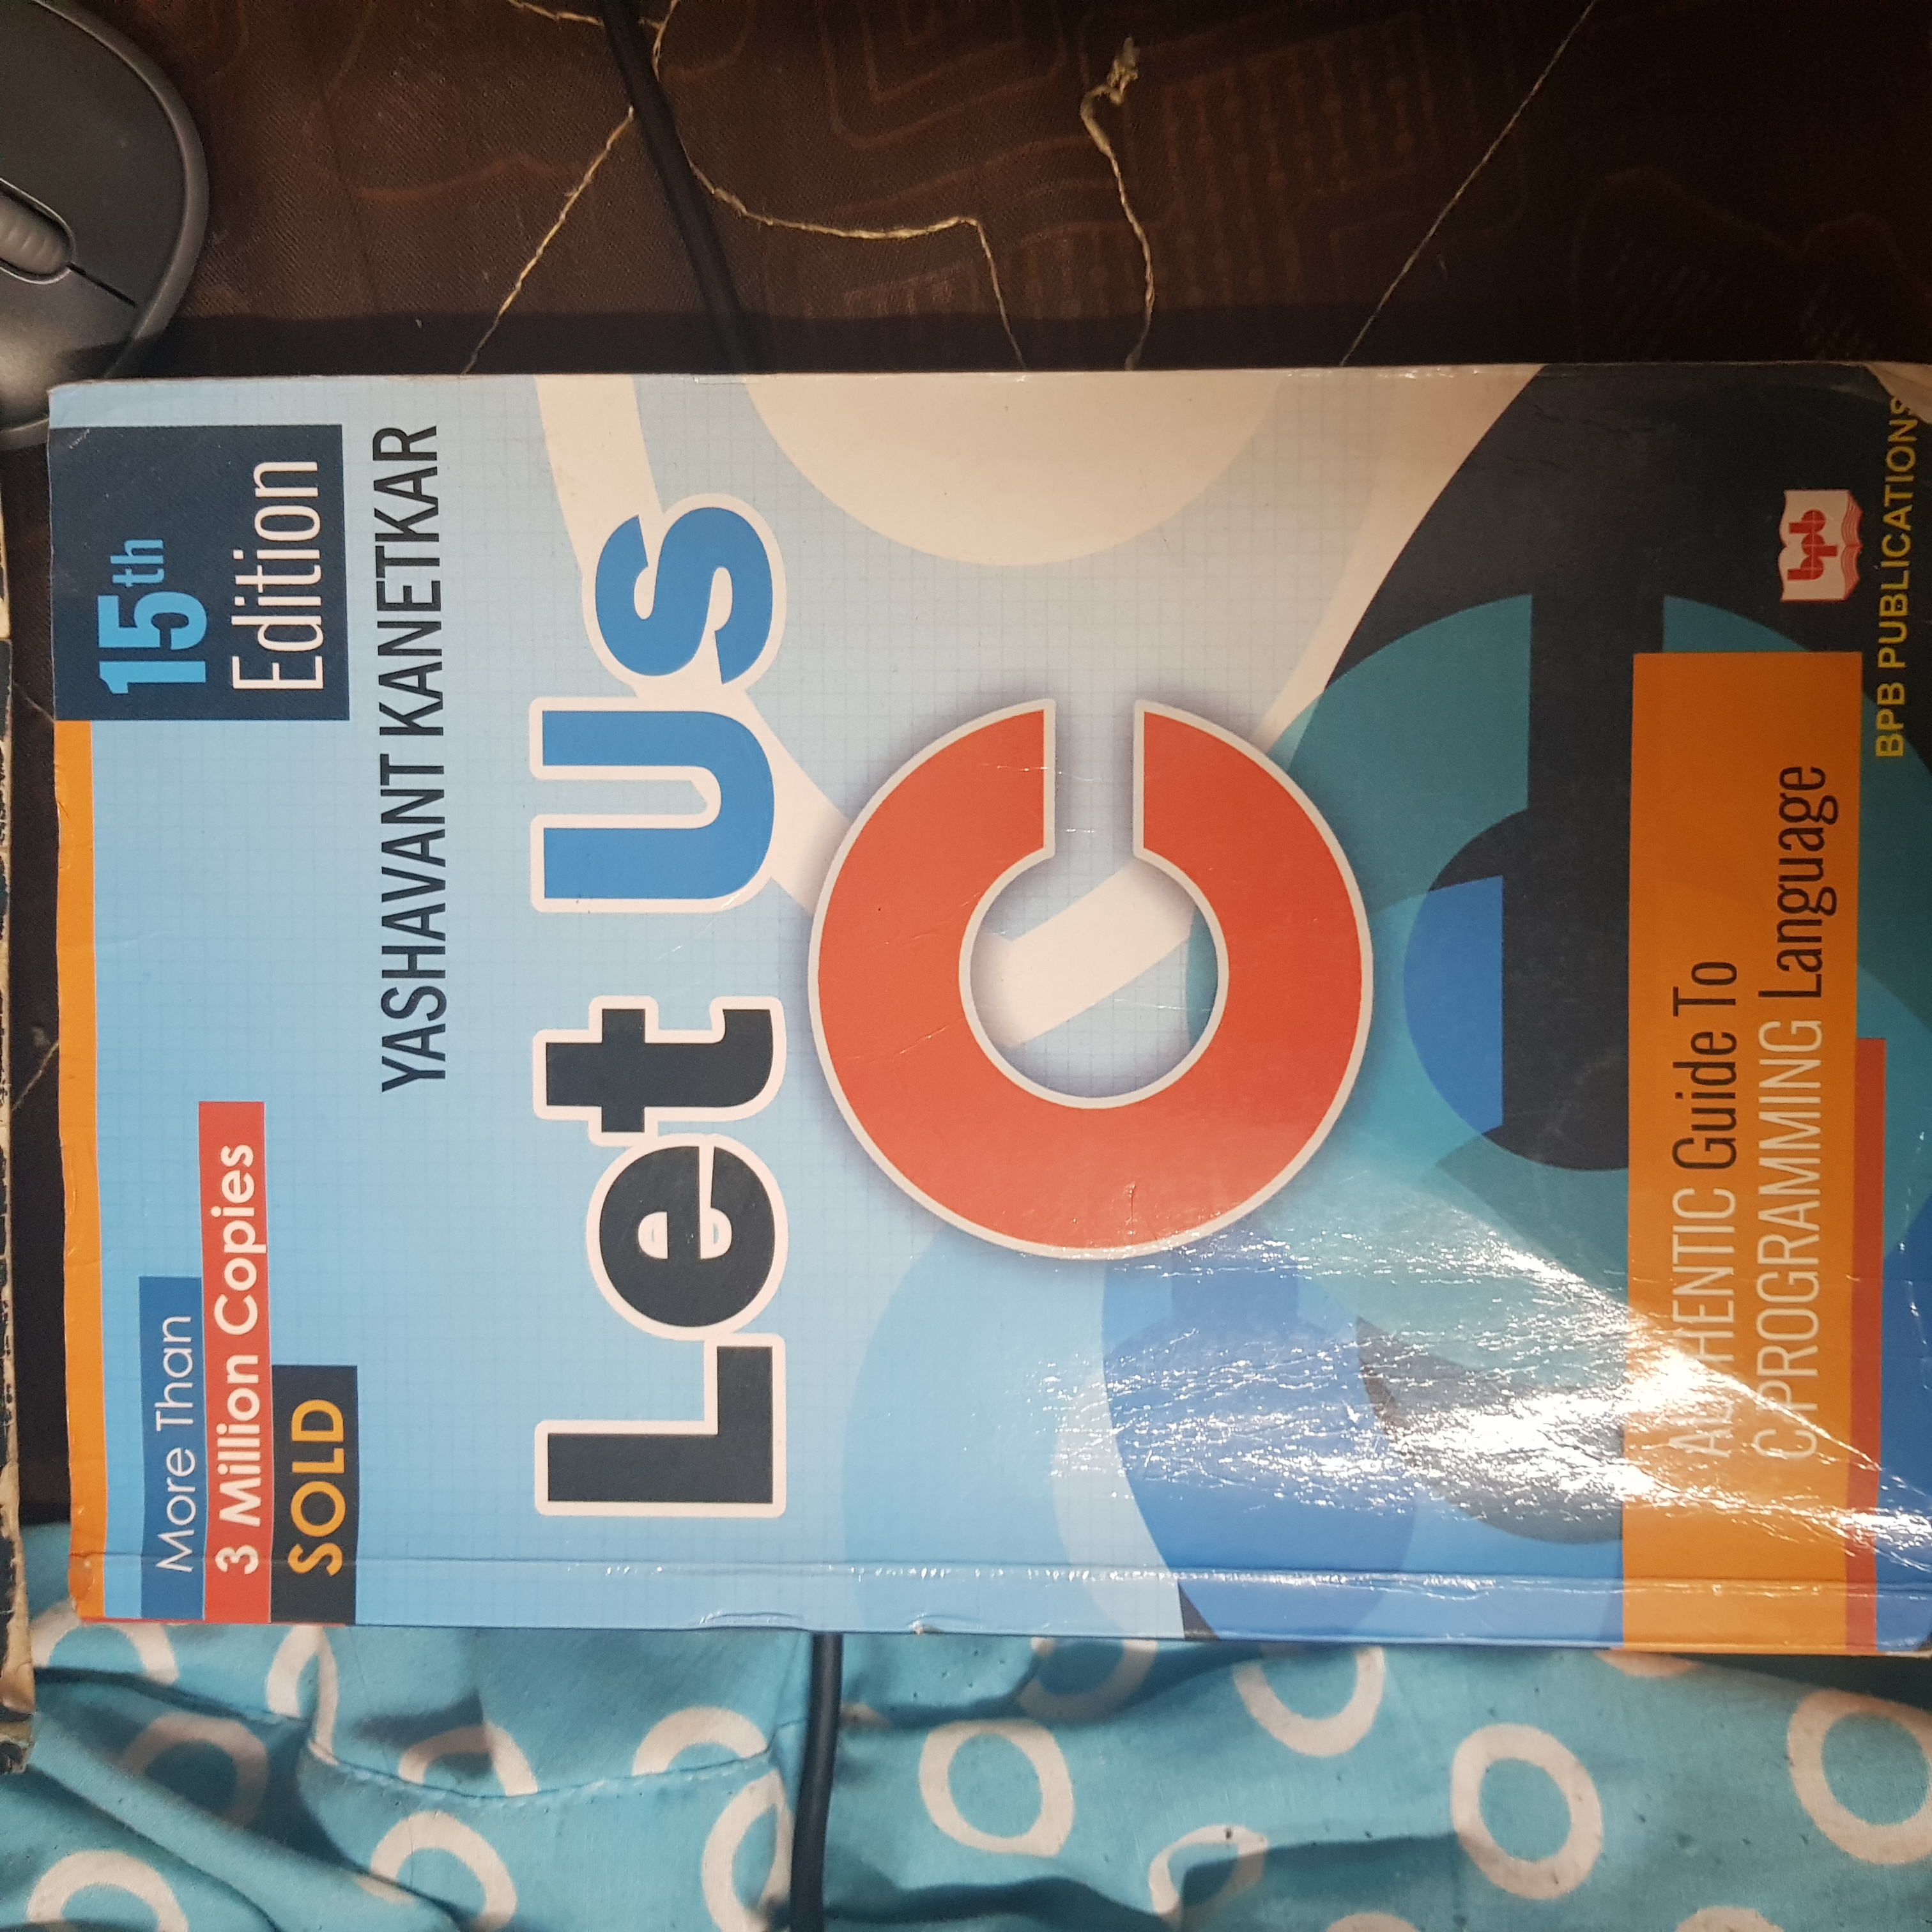 More Than
3 Million Copies
SOLD
15th
Edition
YASHAVANT KANETKAR
Let Us
C
AUTHENTIC Guide To
C PROGRAMMING Language
bpb
BPB PUBLICATIONS